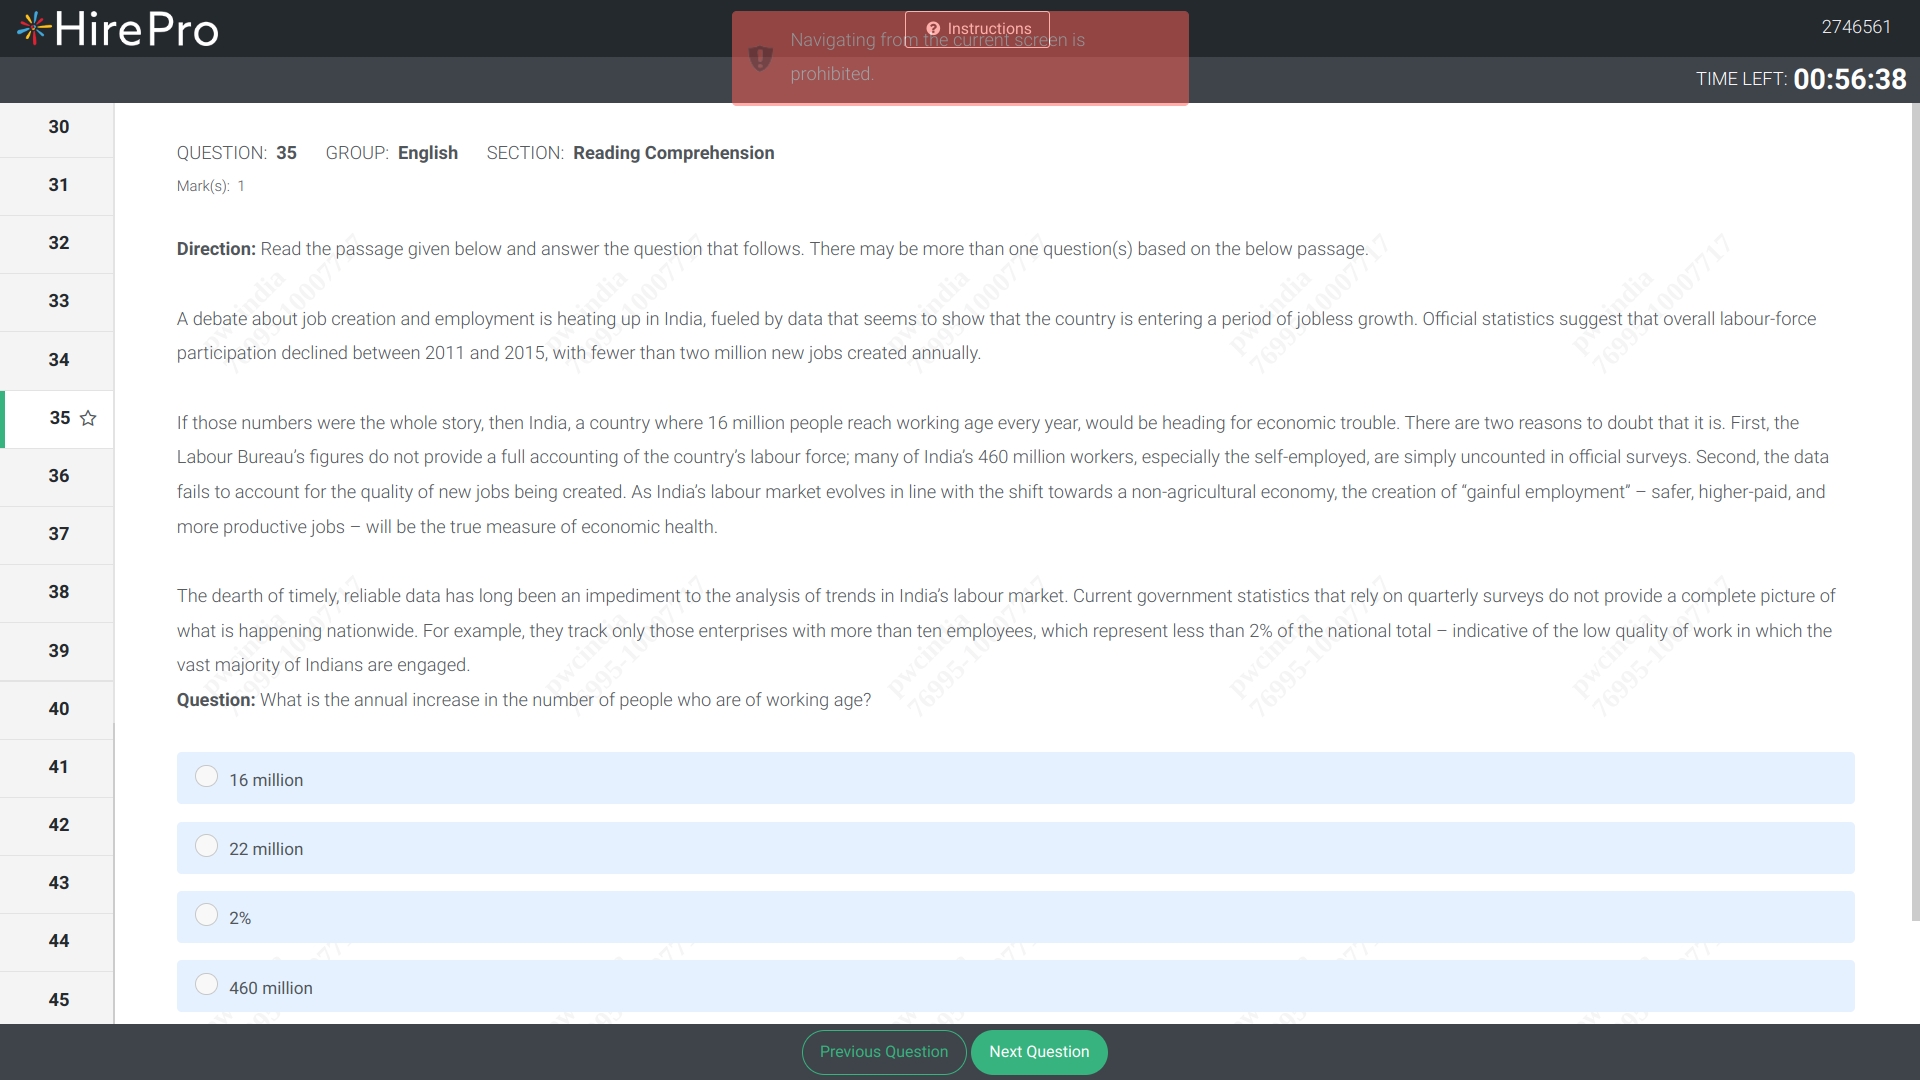 HirePro
Instructions
Navigating from the current screen is
prohibited.
2746561
TIME LEFT: 00:56:38
30
31
32
33
34
35
36
37
38
39
40
41
42
43
44
45
QUESTION: 35 GROUP: English SECTION: Reading Comprehension
Mark(s): 1
Direction: Read the passage given below and answer the question that follows. There may be more than one question(s) based on the below passage.
A debate about job creation and employment is heating up in India, fueled by data that seems to show that the country is entering a period of jobless growth. Official statistics suggest that overall labour-force
participation declined between 2011 and 2015, with fewer than two million new jobs created annually.
If those numbers were the whole story, then India, a country where 16 million people reach working age every year, would be heading for economic trouble. There are two reasons to doubt that it is. First, the
Labour Bureau's figures do not provide a full accounting of the country's labour force; many of India's 460 million workers, especially the self-employed, are simply uncounted in official surveys. Second, the data
fails to account for the quality of new jobs being created. As India's labour market evolves in line with the shift towards a non-agricultural economy, the creation of “gainful employment” – safer, higher-paid, and
more productive jobs – will be the true measure of economic health.
The dearth of timely, reliable data has long been an impediment to the analysis of trends in India's labour market. Current government statistics that rely on quarterly surveys do not provide a complete picture of
what is happening nationwide. For example, they track only those enterprises with more than ten employees, which represent less than 2% of the national total – indicative of the low quality of work in which the
vast majority of Indians are engaged.
Question: What is the annual increase in the number of people who are of working age?
16 million
22 million
2%
460 million
Previous Question
Next Question